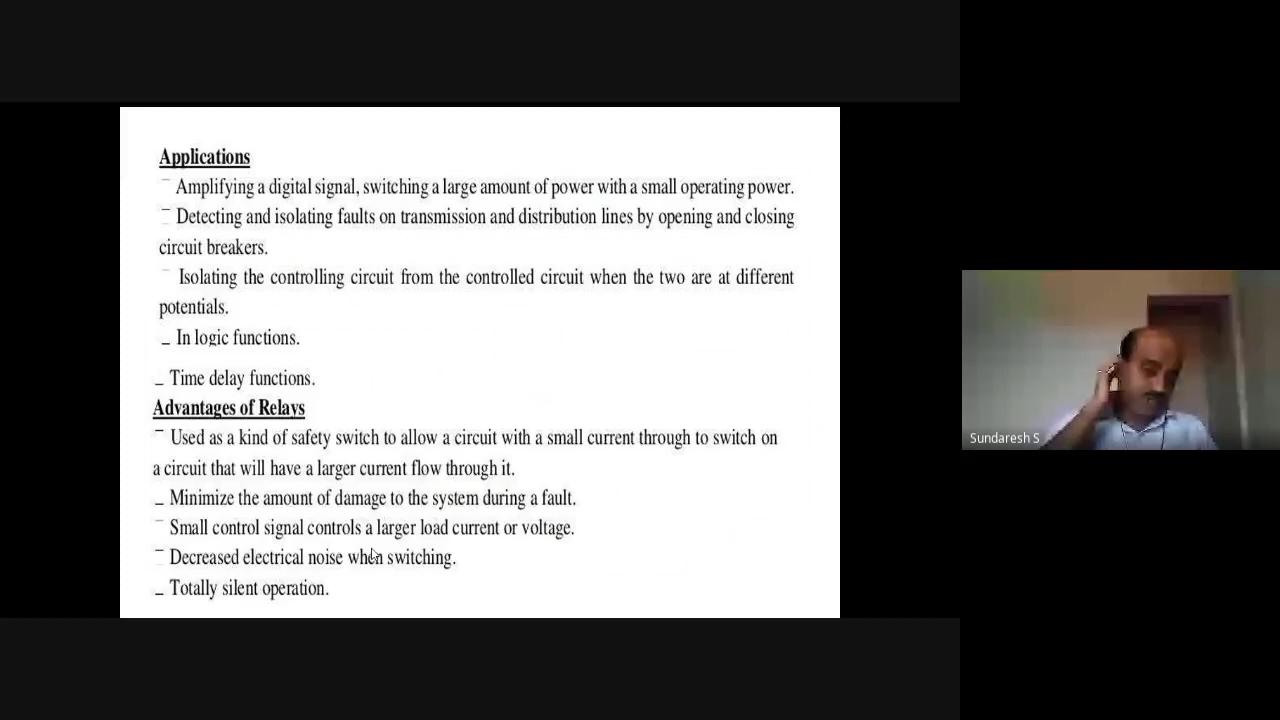 Applications
Amplifying a digital signal, switching a large amount of power with a small operating power.
Detecting and isolating faults on transmission and distribution lines by opening and closing
circuit breakers.
Isolating the controlling circuit from the controlled circuit when the two are at different
potentials.
In logic functions.
Time delay functions.
Advantages of Relays
Used as a kind of safety switch to allow a circuit with a small current through to switch on
a circuit that will have a larger current flow through it.
Minimize the amount of damage to the system during a fault.
Small control signal controls a larger load current or voltage.
Decreased electrical noise when switching.
Totally silent operation.
Sundaresh S